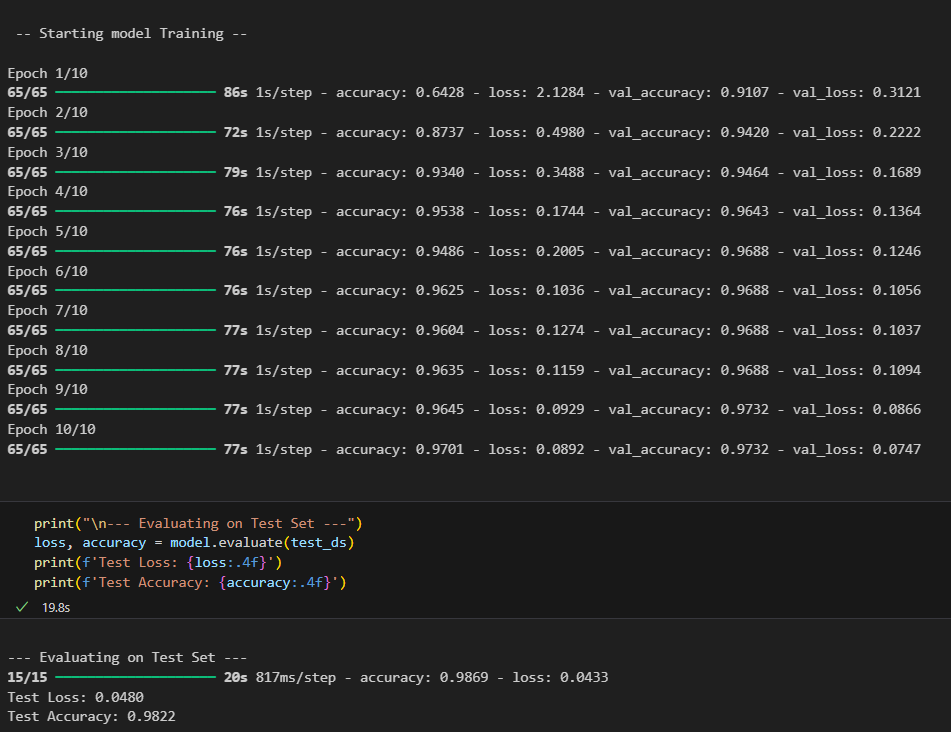 -- Starting model Training --
Epoch 1/10
65/65 ━━━━━━━━━━━━━━━━━━━━ 86s 1s/step - accuracy: 0.6428 - loss: 2.1284 - val_accuracy: 0.9107 - val_loss: 0.3121
Epoch 2/10
65/65 ━━━━━━━━━━━━━━━━━━━━ 72s 1s/step - accuracy: 0.8737 - loss: 0.4980 - val_accuracy: 0.9420 - val_loss: 0.2222
Epoch 3/10
65/65 ━━━━━━━━━━━━━━━━━━━━ 79s 1s/step - accuracy: 0.9340 - loss: 0.3488 - val_accuracy: 0.9464 - val_loss: 0.1689
Epoch 4/10
65/65 ━━━━━━━━━━━━━━━━━━━━ 76s 1s/step - accuracy: 0.9538 - loss: 0.1744 - val_accuracy: 0.9643 - val_loss: 0.1364
Epoch 5/10
65/65 ━━━━━━━━━━━━━━━━━━━━ 76s 1s/step - accuracy: 0.9486 - loss: 0.2005 - val_accuracy: 0.9688 - val_loss: 0.1246
Epoch 6/10
65/65 ━━━━━━━━━━━━━━━━━━━━ 76s 1s/step - accuracy: 0.9625 - loss: 0.1036 - val_accuracy: 0.9688 - val_loss: 0.1056
Epoch 7/10
65/65 ━━━━━━━━━━━━━━━━━━━━ 77s 1s/step - accuracy: 0.9604 - loss: 0.1274 - val_accuracy: 0.9688 - val_loss: 0.1037
Epoch 8/10
65/65 ━━━━━━━━━━━━━━━━━━━━ 77s 1s/step - accuracy: 0.9635 - loss: 0.1159 - val_accuracy: 0.9688 - val_loss: 0.1094
Epoch 9/10
65/65 ━━━━━━━━━━━━━━━━━━━━ 77s 1s/step - accuracy: 0.9645 - loss: 0.0929 - val_accuracy: 0.9732 - val_loss: 0.0866
Epoch 10/10
65/65 ━━━━━━━━━━━━━━━━━━━━ 77s 1s/step - accuracy: 0.9701 - loss: 0.0892 - val_accuracy: 0.9732 - val_loss: 0.0747
print("\n--- Evaluating on Test Set ---")
loss, accuracy = model.evaluate(test_ds)
print(f'Test Loss: {loss:.4f}')
print(f'Test Accuracy: {accuracy:.4f}')
✓ 19.8s
--- Evaluating on Test Set ---
15/15 ━━━━━━━━━━━━━━━━━━━━ 20s 817ms/step - accuracy: 0.9869 - loss: 0.0433
Test Loss: 0.0480
Test Accuracy: 0.9822